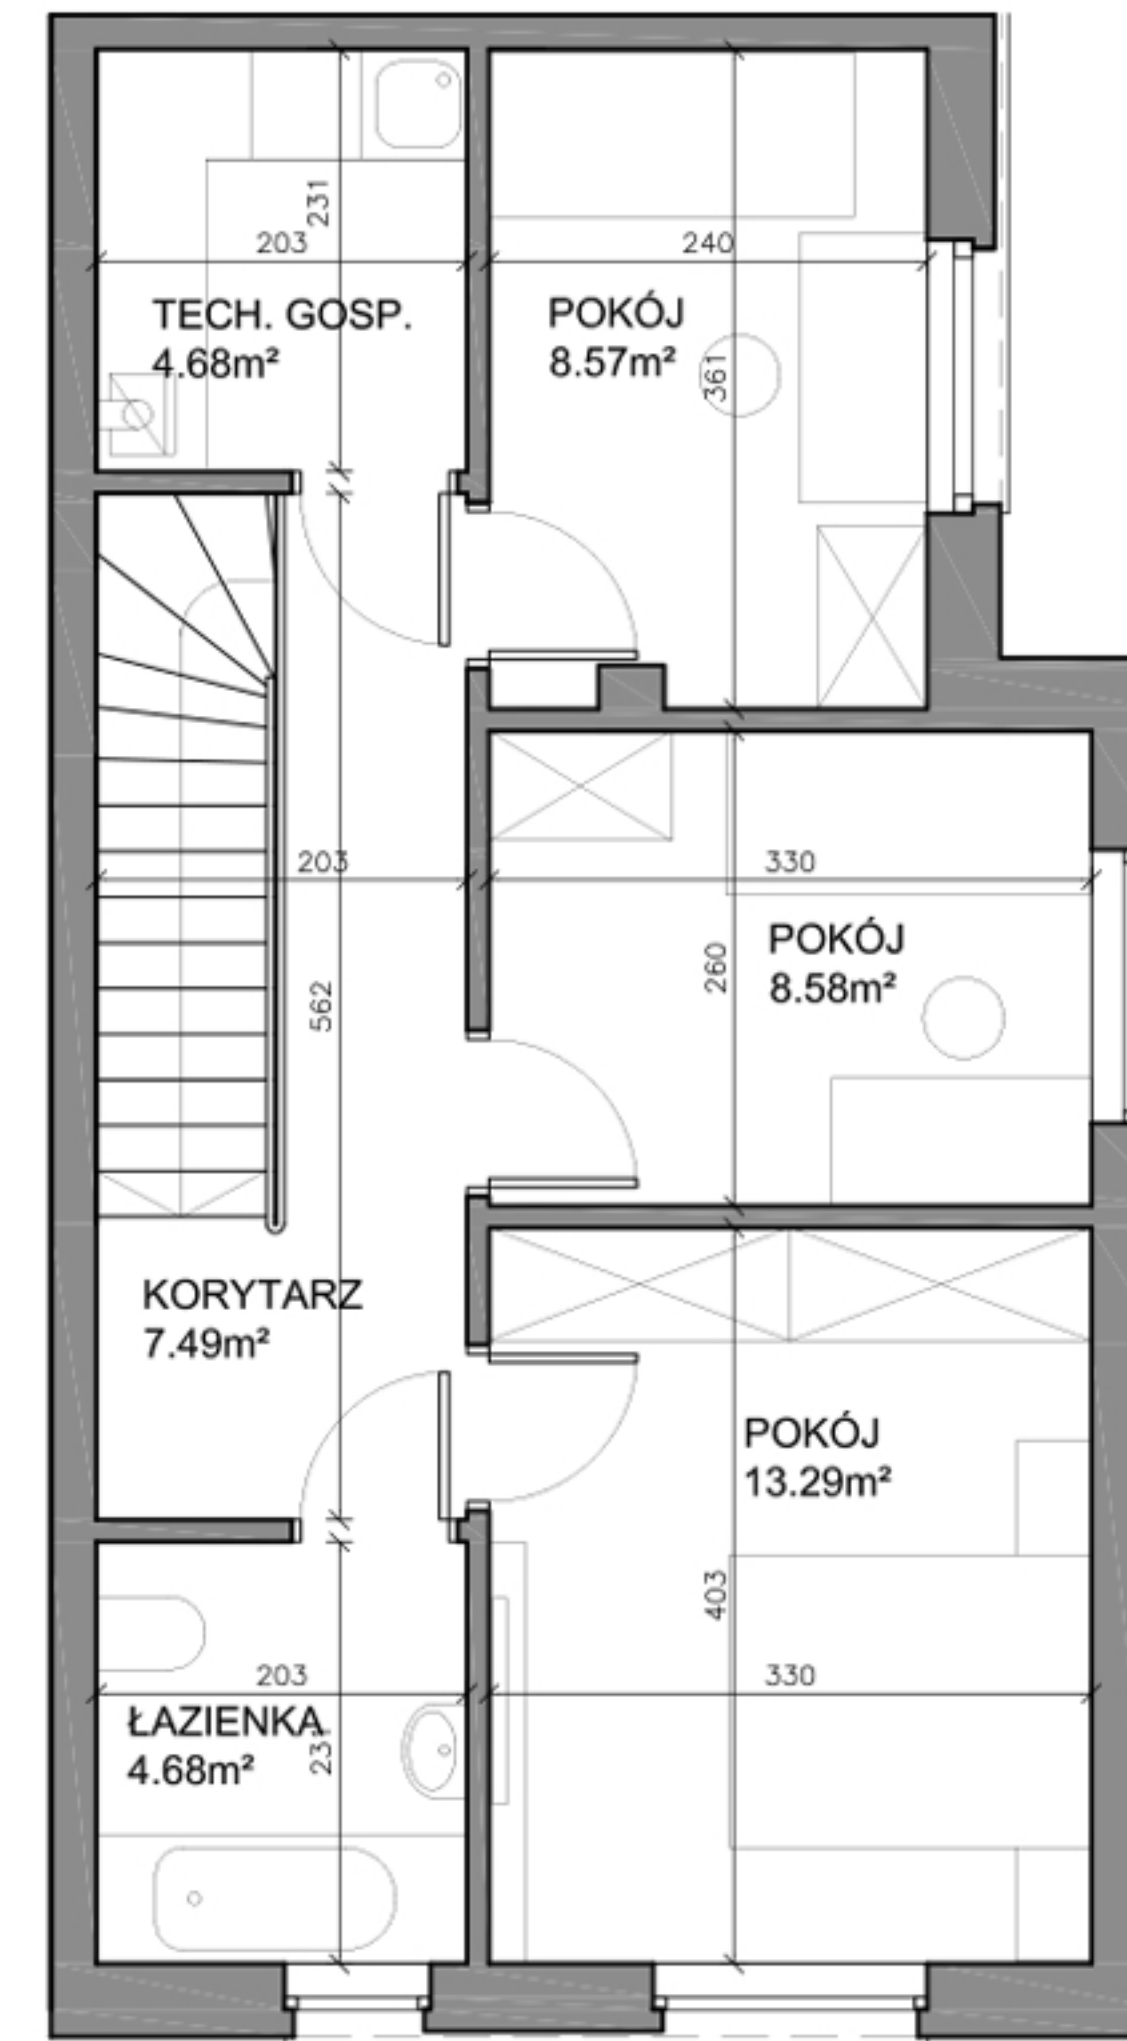 231
203
TECH. GOSP.
4.68m²
240
POKÓJ
8.57m²
361
203
562
330
260
POKÓJ
8.58m²
KORYTARZ
7.49m²
POKÓJ
13.29m²
403
330
203
ŁAZIENKA
4.68m²
231